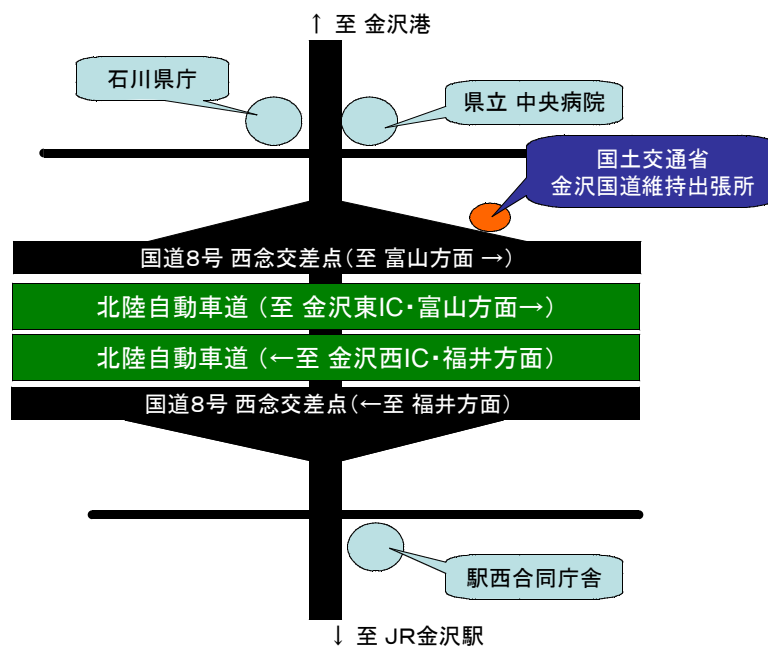 ↑ 至 金沢港
石川県庁
県立 中央病院
国土交通省
金沢国道維持出張所
国道8号 西念交差点(至 富山方面 →)
北陸自動車道 (至 金沢東IC・富山方面→)
北陸自動車道 (←至 金沢西IC・福井方面)
国道8号 西念交差点(←至 福井方面)
駅西合同庁舎
↓ 至 JR金沢駅